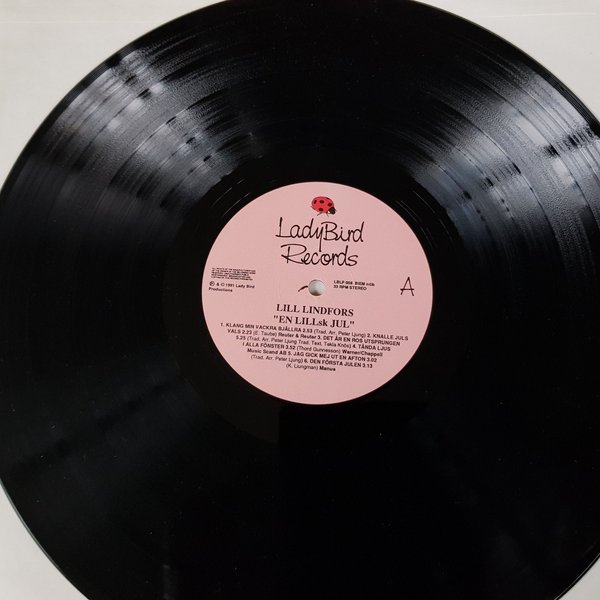 LadyBird
Records
LBLP-008 BIEM n©b
33 RPM STEREO
A
℗ & © 1991 Lady Bird
Productions
LILL LINDFORS
"EN LILLsk JUL"
1. KLANG MIN VACKRA BJÄLLRA 2.53 (Trad. Arr. Peter Ljung) 2. KNALLE JULS
VALS 2.23 (E. Taube) Reuter & Reuter 3. DET ÄR EN ROS UTSPRUNGEN
5.25 (Trad. Arr. Peter Ljung Trad. Text. Tekla Knös) 4. TÄNDA LJUS
I ALLA FÖNSTER 3.52 (Thord Gunnesson) Warner/Chappell
Music Scand AB 5. JAG GICK MEJ UT EN AFTON 3.02
(Trad. Arr. Peter Ljung) 6. DEN FÖRSTA JULEN 3.13
(K. Ljungman) Manus